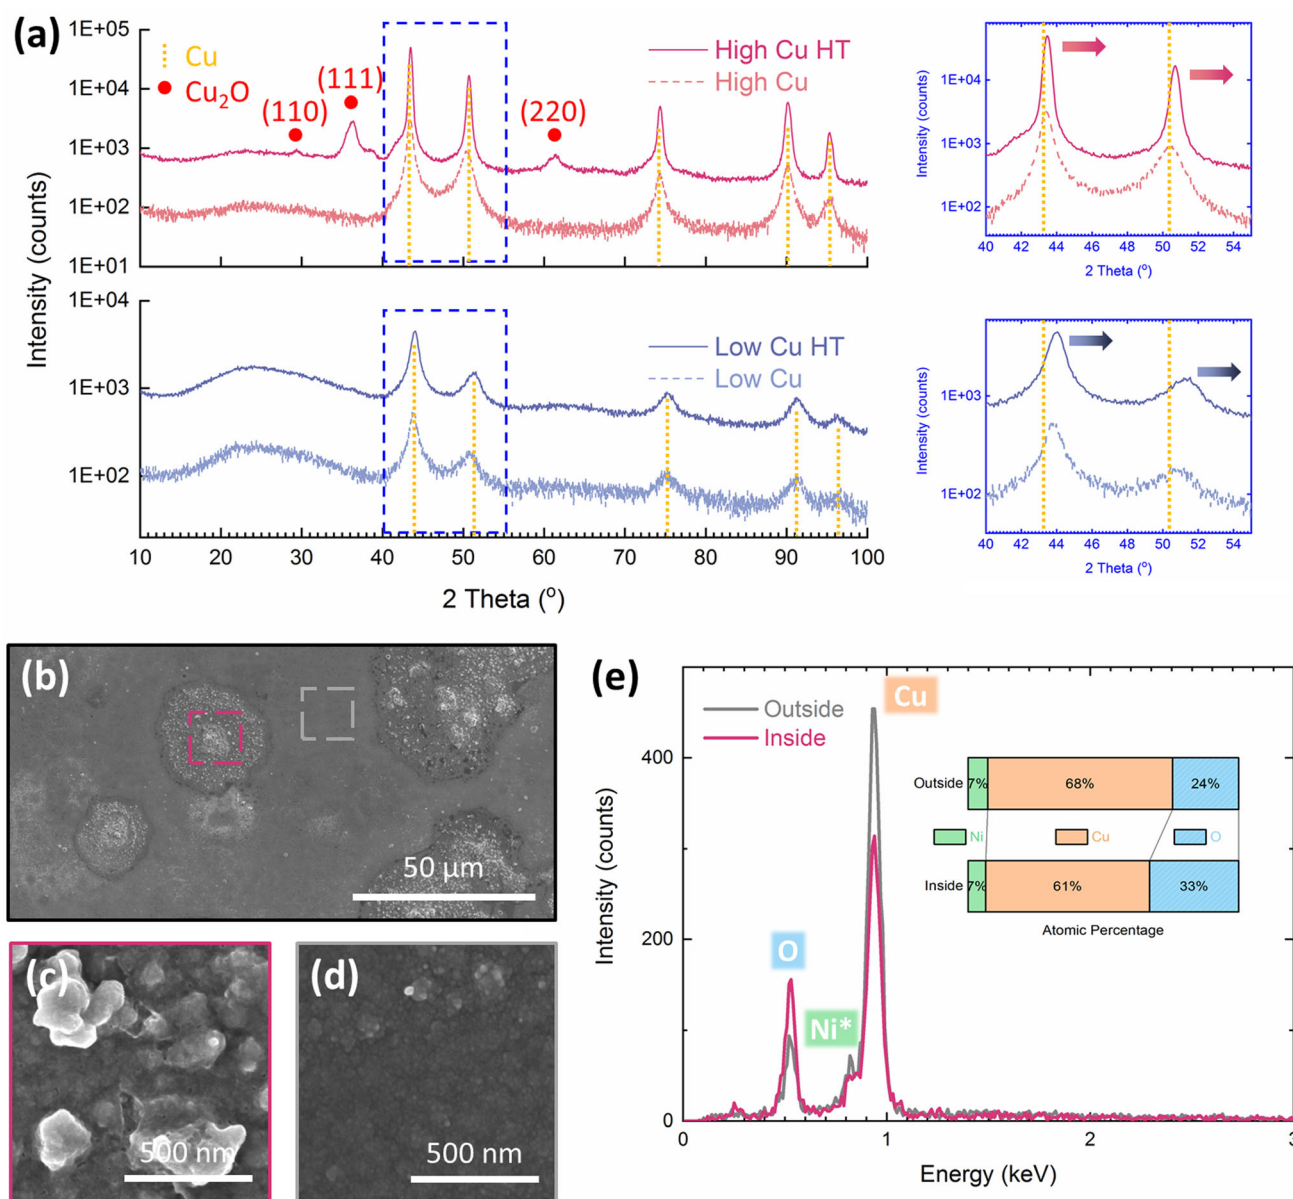 (a)
1E+05
1E+04
1E+03
1E+02
1E+01
Cu
Cu₂O
(110)
(111)
(220)
High Cu HT
High Cu
Intensity (counts)
1E+04
1E+03
1E+02
Low Cu HT
Low Cu
10 20 30 40 50 60 70 80 90 100
2 Theta (°)
Intensity (counts)
1E+04
1E+03
1E+02
40 42 44 46 48 50 52 54
2 Theta (°)
Intensity (counts)
1E+03
1E+02
40 42 44 46 48 50 52 54
2 Theta (°)
(b)
50 µm
(c)
500 nm
(d)
500 nm
(e)
Outside
Inside
Cu
O
Ni*
Outside 7% 68% 24%
Ni Cu O
Inside 7% 61% 33%
Atomic Percentage
Intensity (counts)
400
200
0
0 1 2 3
Energy (keV)